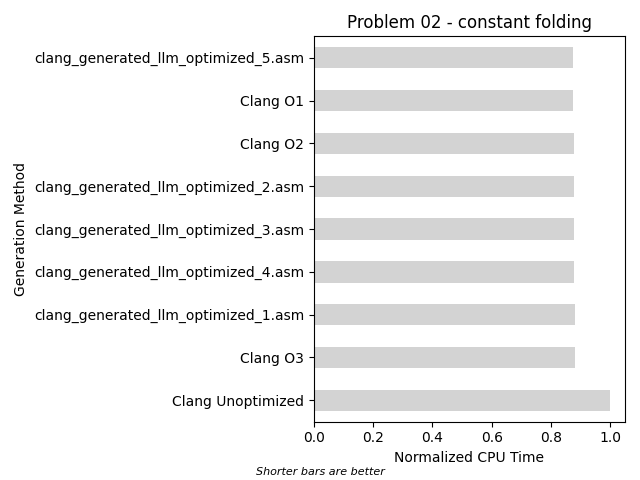 Problem 02 - constant folding
clang_generated_llm_optimized_5.asm
Clang O1
Clang O2
clang_generated_llm_optimized_2.asm
clang_generated_llm_optimized_3.asm
clang_generated_llm_optimized_4.asm
clang_generated_llm_optimized_1.asm
Clang O3
Clang Unoptimized
Generation Method
0.0 0.2 0.4 0.6 0.8 1.0
Normalized CPU Time
Shorter bars are better